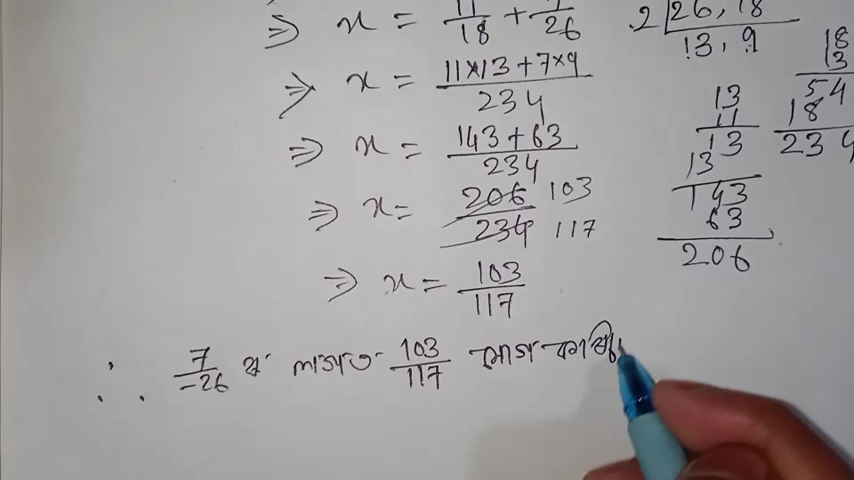 ⇒ x = 11/18 + 7/26
⇒ x = (11×13+7×9)/234
⇒ x = (143+63)/234
⇒ x = 206/234 103 117
⇒ x = 103/117
∴ 7/-26 ৰ লগত 103/117 যোগ
2 | 26, 18
13, 9
18
13
54
18
234
13
11
13
13
143
63
206